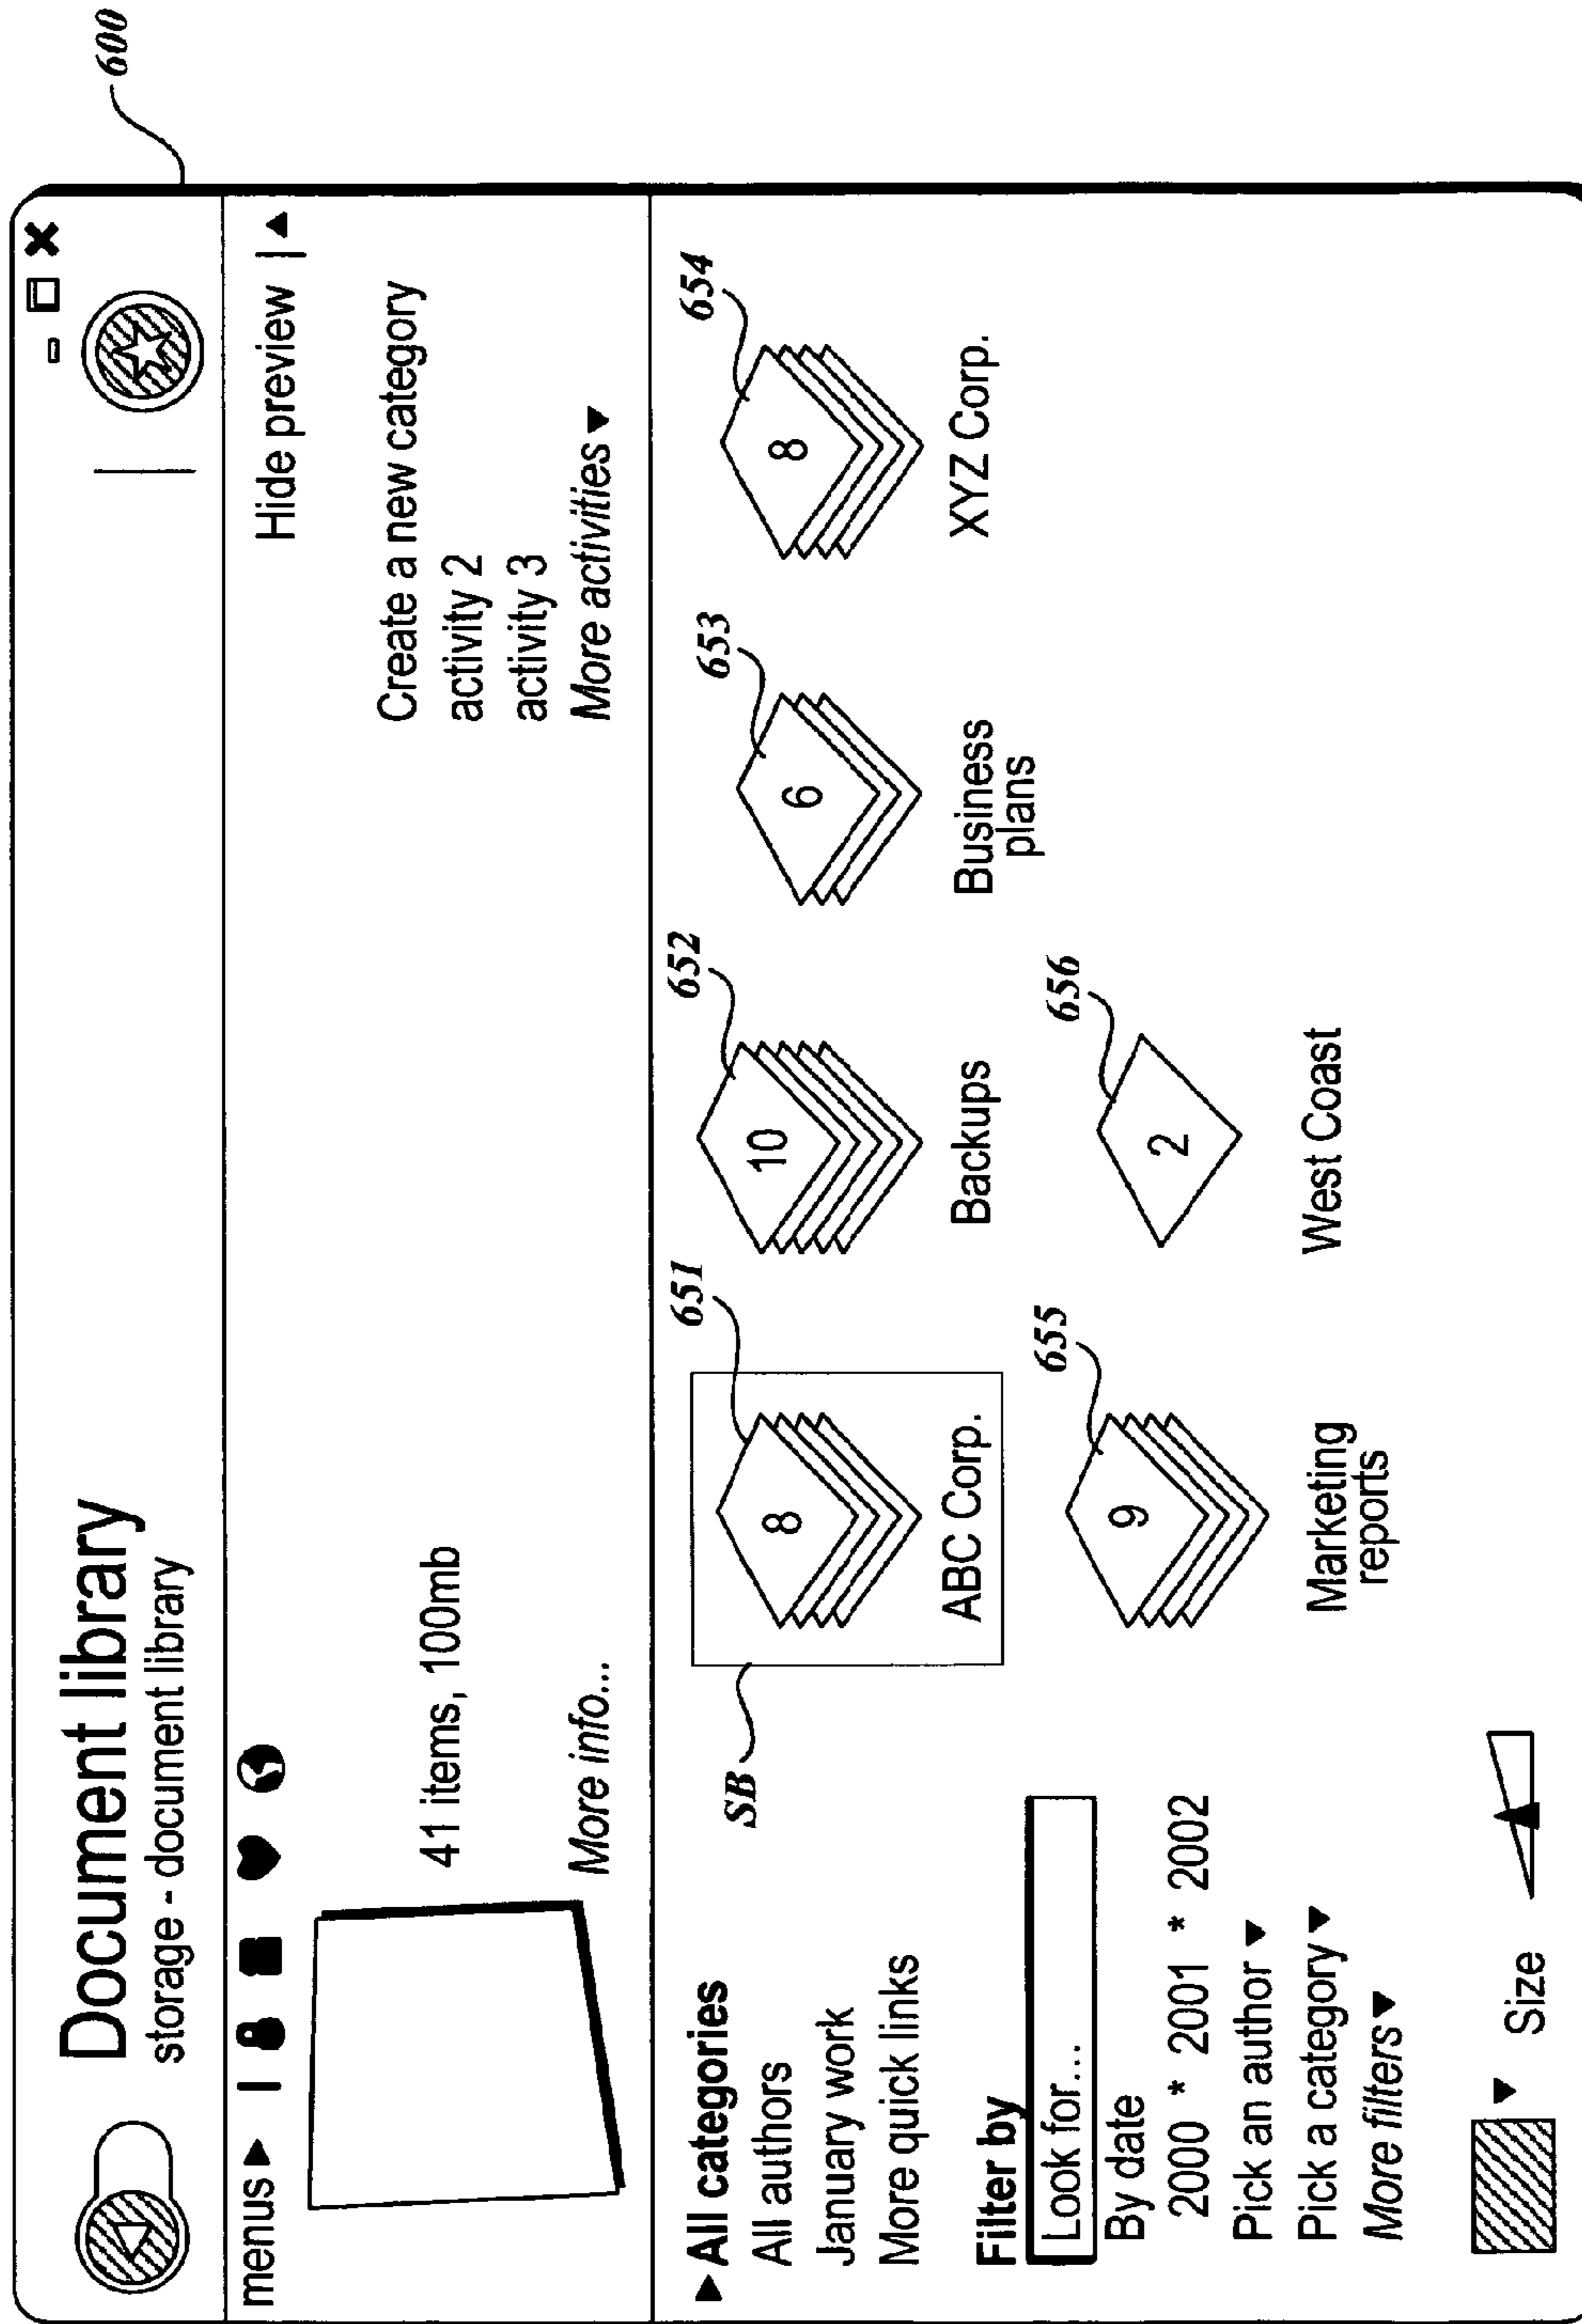 600
Document library
storage - document library
menus
Hide preview
41 items, 100mb
More info...
Create a new category
activity 2
activity 3
More activities
All categories
All authors
January work
More quick links
Filter by
Look for...
By date
2000 * 2001 * 2002
Pick an author
Pick a category
More filters
Size
SB
651
8
ABC Corp.
652
10
Backups
653
6
Business
plans
654
8
XYZ Corp.
655
9
Marketing
reports
656
2
West Coast